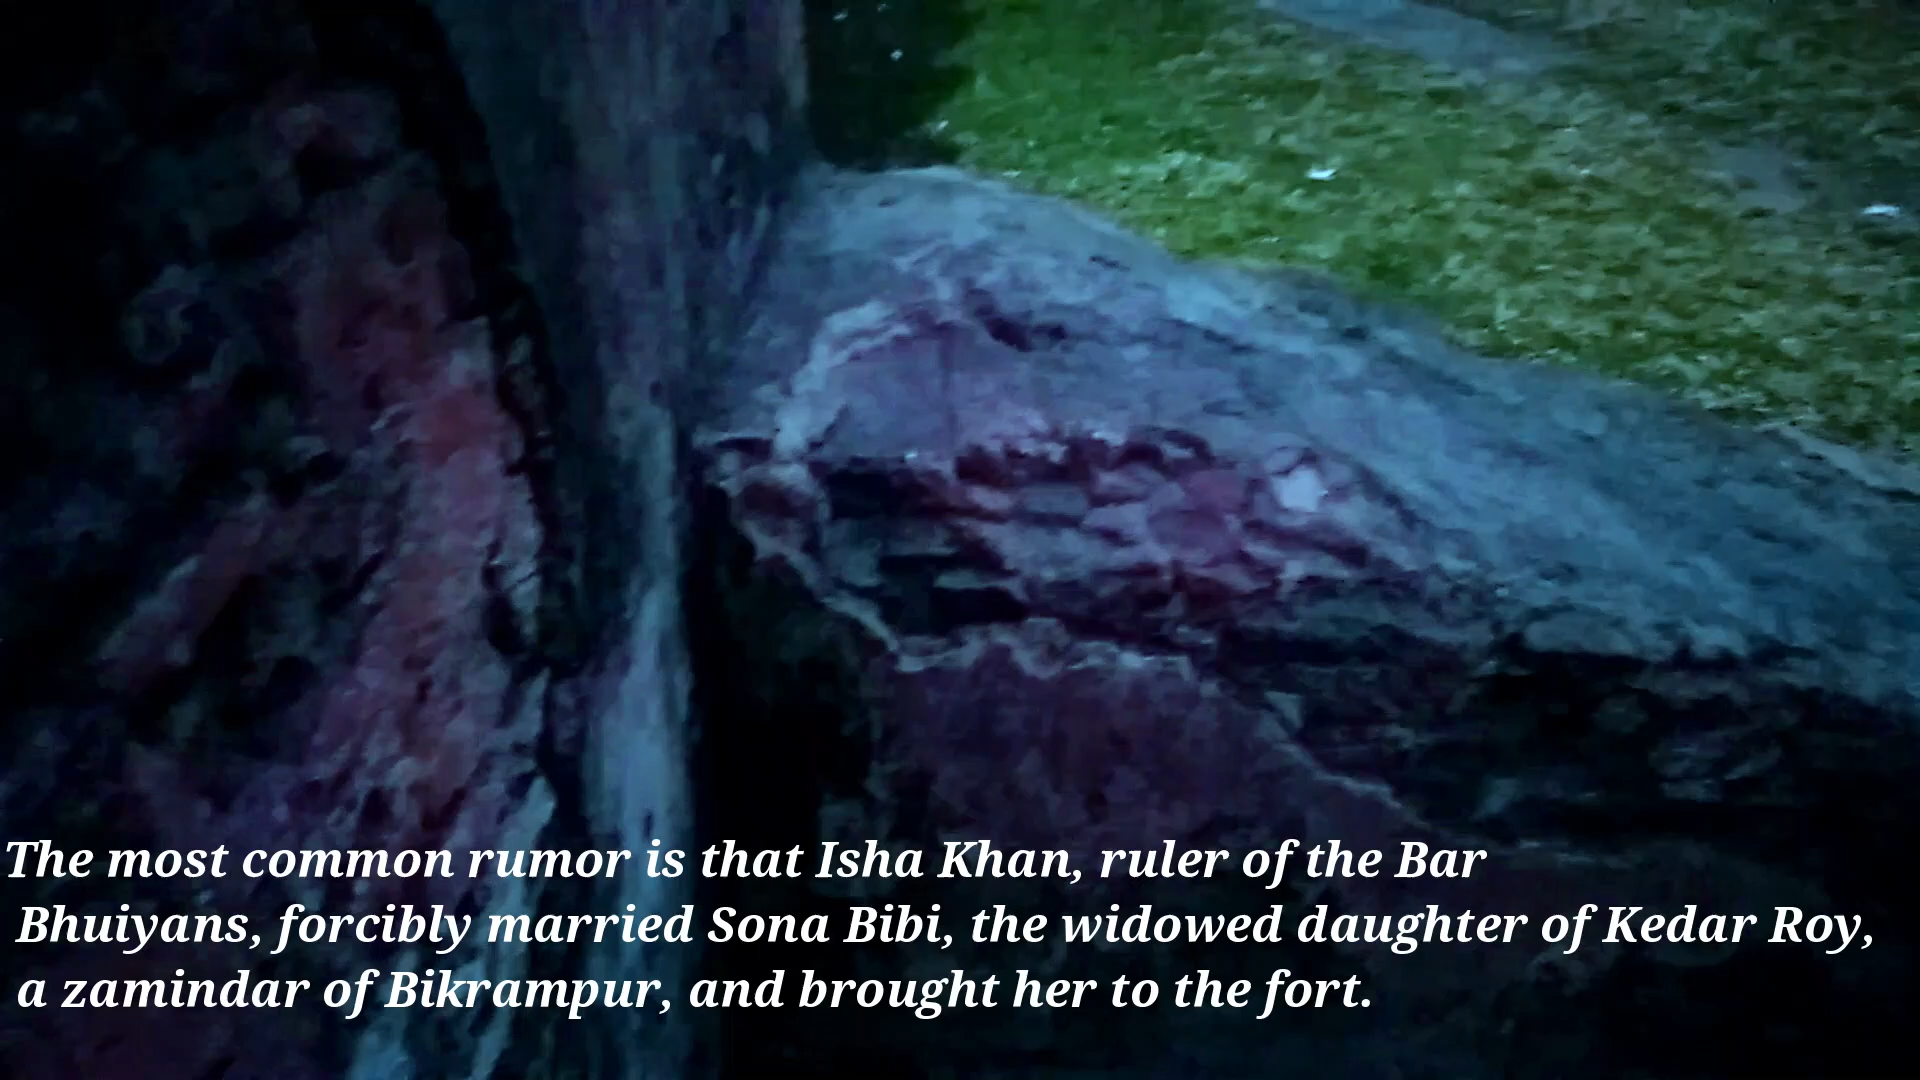 The most common rumor is that Isha Khan, ruler of the Bar
Bhuiyans, forcibly married Sona Bibi, the widowed daughter of Kedar Roy,
a zamindar of Bikrampur, and brought her to the fort.